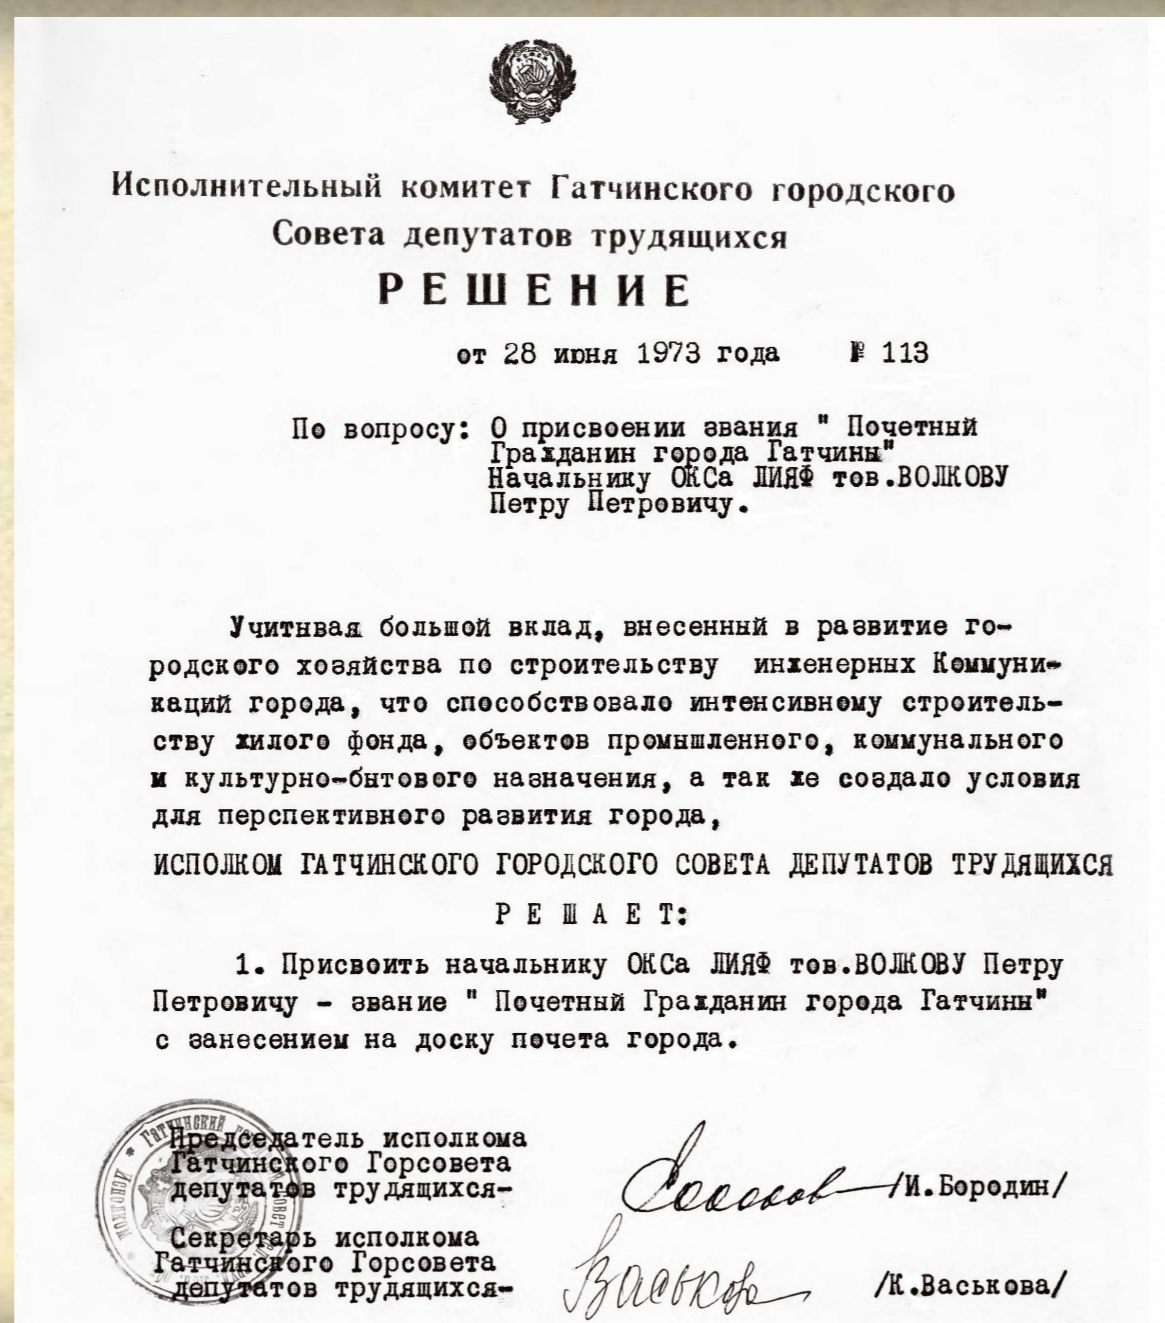 Исполнительный комитет Гатчинского городского
Совета депутатов трудящихся
РЕШЕНИЕ
от 28 июня 1973 года № 113
По вопросу: О присвоении звания " Почетный
Гражданин города Гатчины"
Начальнику ОКСа ЛИЯФ тов.ВОЛКОВУ
Петру Петровичу.
Учитывая большой вклад, внесенный в развитие го-
родского хозяйства по строительству инженерных Коммуни-
каций города, что способствовало интенсивному строитель-
ству жилого фонда, объектов промышленного, коммунального
и культурно-бытового назначения, а так же создало условия
для перспективного развития города,
ИСПОЛКОМ ГАТЧИНСКОГО ГОРОДСКОГО СОВЕТА ДЕПУТАТОВ ТРУДЯЩИХСЯ
РЕШАЕТ:
1. Присвоить начальнику ОКСа ЛИЯФ тов.ВОЛКОВУ Петру
Петровичу - звание " Почетный Гражданин города Гатчины"
с занесением на доску почета города.
Председатель исполкома
Гатчинского Горсовета
депутатов трудящихся- /И.Бородин/
Секретарь исполкома
Гатчинского Горсовета
депутатов трудящихся- Васькова /К.Васькова/